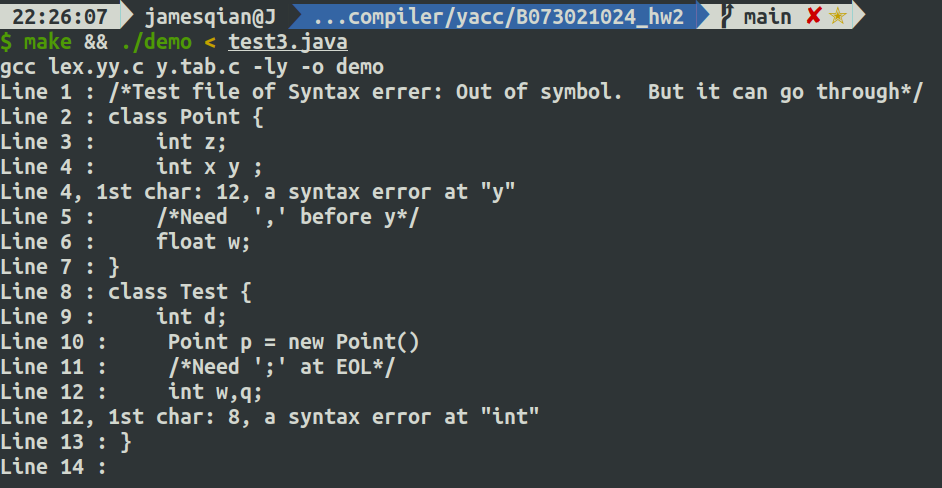 22:26:07 jamesqian@J ...compiler/yacc/B073021024_hw2 main ✘ ★
$ make && ./demo < test3.java
gcc lex.yy.c y.tab.c -ly -o demo
Line 1 : /*Test file of Syntax errer: Out of symbol.  But it can go through*/
Line 2 : class Point {
Line 3 :     int z;
Line 4 :     int x y ;
Line 4, 1st char: 12, a syntax error at "y"
Line 5 :     /*Need  ',' before y*/
Line 6 :     float w;
Line 7 : }
Line 8 : class Test {
Line 9 :     int d;
Line 10 :     Point p = new Point()
Line 11 :     /*Need ';' at EOL*/
Line 12 :     int w,q;
Line 12, 1st char: 8, a syntax error at "int"
Line 13 : }
Line 14 :